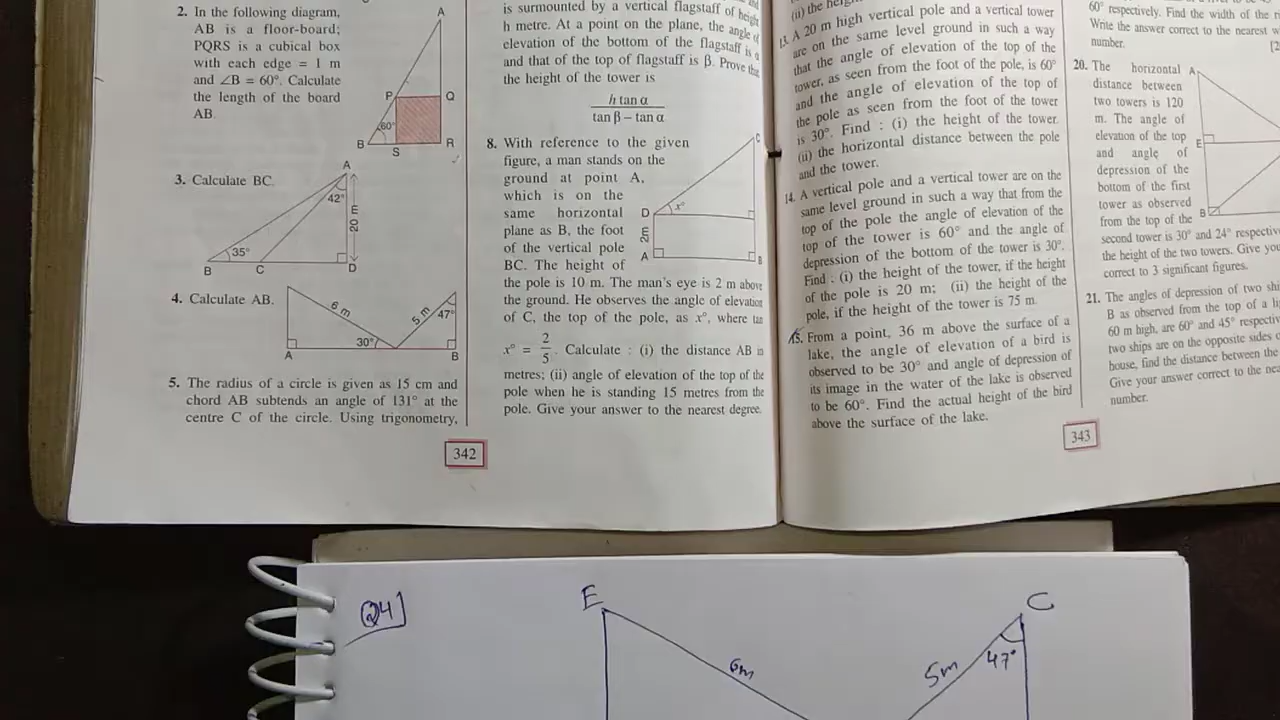 2. In the following diagram,
AB is a floor-board;
PQRS is a cubical box
with each edge = 1 m
and ∠B = 60°. Calculate
the length of the board
AB.
A
P
Q
60°
B
S
R
3. Calculate BC.
A
42°
20 m
35°
B
C
D
4. Calculate AB.
6 m
5 m
47°
30°
A
B
5. The radius of a circle is given as 15 cm and
chord AB subtends an angle of 131° at the
centre C of the circle. Using trigonometry,
342
is surmounted by a vertical flagstaff of height
h metre. At a point on the plane, the angle of
elevation of the bottom of the flagstaff is α
and that of the top of flagstaff is β. Prove that
the height of the tower is
h tan α
tan β – tan α
8. With reference to the given
figure, a man stands on the
ground at point A,
which is on the
same horizontal
plane as B, the foot
of the vertical pole
BC. The height of
the pole is 10 m. The man's eye is 2 m above
the ground. He observes the angle of elevation
of C, the top of the pole, as x°, where tan
x° = 2/5. Calculate : (i) the distance AB in
metres; (ii) angle of elevation of the top of the
pole when he is standing 15 metres from the
pole. Give your answer to the nearest degree.
C
D
x°
2m
A
B
13. A 20 m high vertical pole and a vertical tower
are on the same level ground in such a way
that the angle of elevation of the top of the
tower, as seen from the foot of the pole, is 60°
and the angle of elevation of the top of
the pole as seen from the foot of the tower
is 30°. Find : (i) the height of the tower.
(ii) the horizontal distance between the pole
and the tower.
14. A vertical pole and a vertical tower are on the
same level ground in such a way that from the
top of the pole the angle of elevation of the
top of the tower is 60° and the angle of
depression of the bottom of the tower is 30°.
Find : (i) the height of the tower, if the height
of the pole is 20 m; (ii) the height of the
pole, if the height of the tower is 75 m.
15. From a point, 36 m above the surface of a
lake, the angle of elevation of a bird is
observed to be 30° and angle of depression of
its image in the water of the lake is observed
to be 60°. Find the actual height of the bird
above the surface of the lake.
343
60° respectively. Find the width of the
Write the answer correct to the nearest
number.
20. The horizontal
distance between
two towers is 120
m. The angle of
elevation of the top
and angle of
depression of the
bottom of the first
tower as observed
from the top of the
second tower is 30° and 24°
the height of the two towers. Give
correct to 3 significant figures.
A
E
B
21. The angles of depression of two
B as observed from the top of a
60 m high, are 60° and 45°
two ships are on the opposite sides
house, find the distance between the
Give your answer correct to the
number.
Q4]
E
C
6m
5m
47°